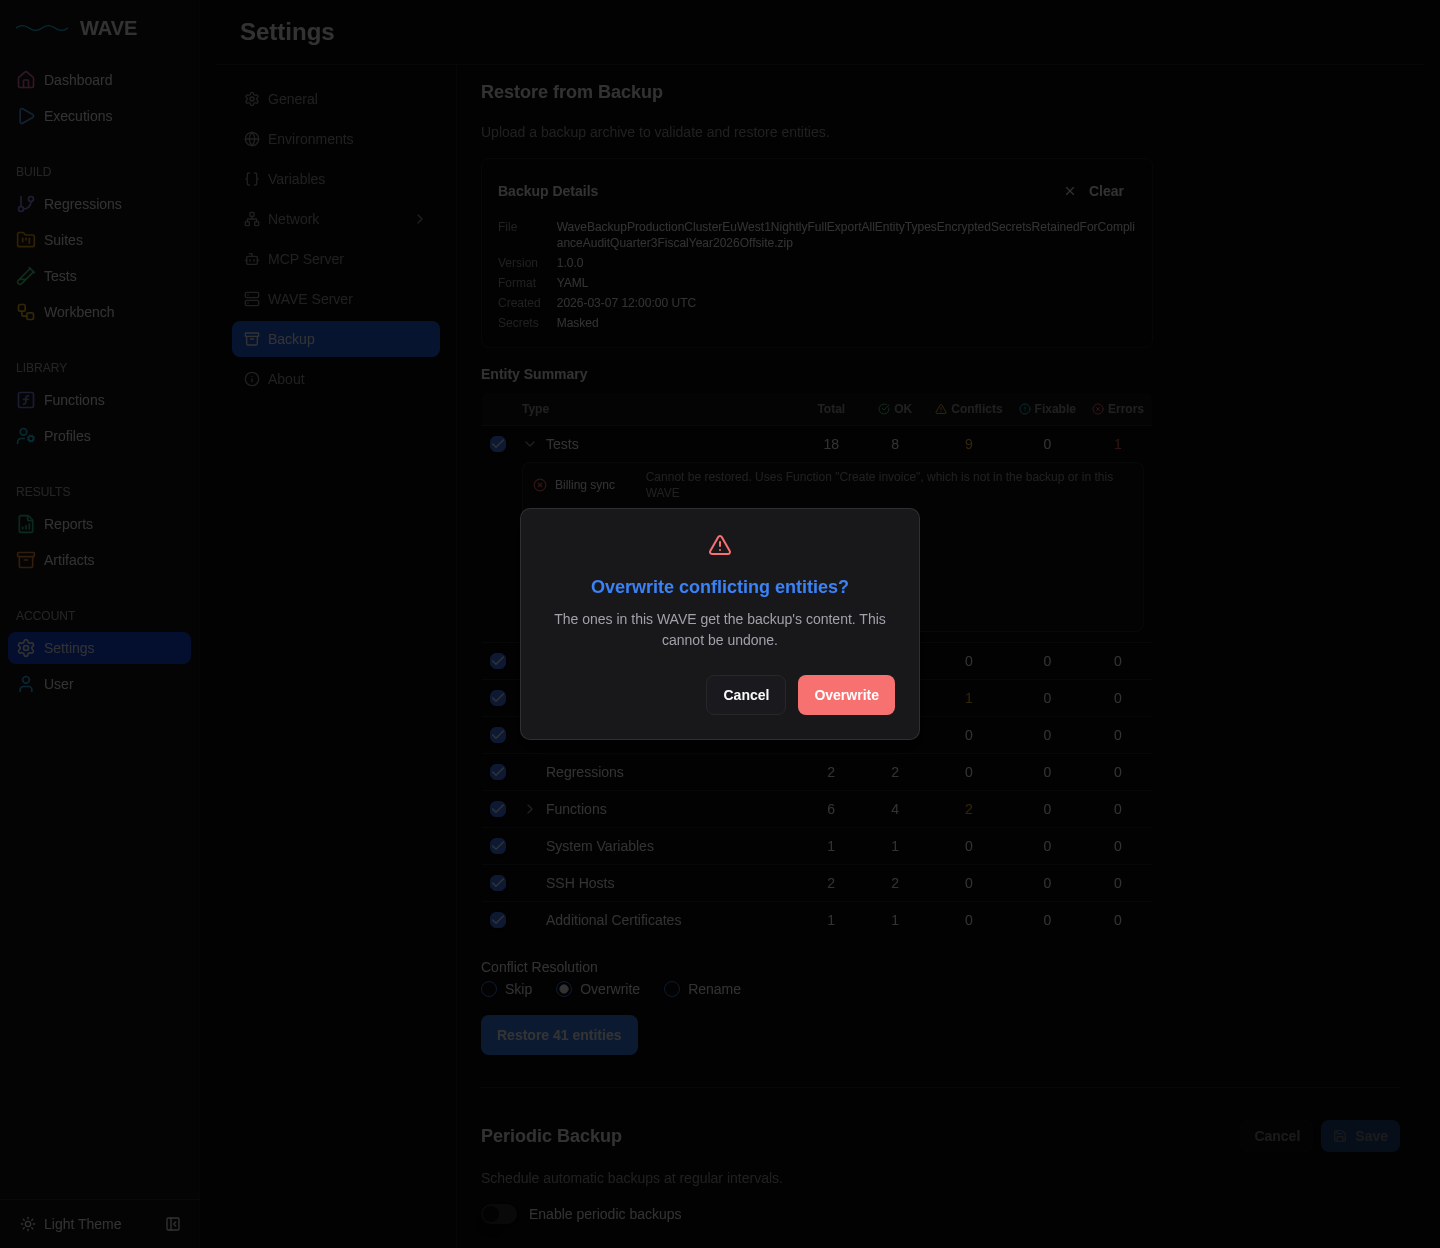 WAVE
Settings
Dashboard
Executions
BUILD
Regressions
Suites
Tests
Workbench
LIBRARY
Functions
Profiles
RESULTS
Reports
Artifacts
ACCOUNT
Settings
User
Light Theme
General
Environments
Variables
Network
MCP Server
WAVE Server
Backup
About
Restore from Backup
Upload a backup archive to validate and restore entities.
Backup Details
Clear
File WaveBackupProductionClusterEuWest1NightlyFullExportAllEntityTypesEncryptedSecretsRetainedForCompli
anceAuditQuarter3FiscalYear2026Offsite.zip
Version 1.0.0
Format YAML
Created 2026-03-07 12:00:00 UTC
Secrets Masked
Entity Summary
Type Total OK Conflicts Fixable Errors
Tests 18 8 9 0 1
Billing sync Cannot be restored. Uses Function "Create invoice", which is not in the backup or in this
WAVE
Overwrite conflicting entities?
The ones in this WAVE get the backup's content. This
cannot be undone.
Cancel Overwrite
0 0 0
1 0 0
0 0 0
Regressions 2 2 0 0 0
Functions 6 4 2 0 0
System Variables 1 1 0 0 0
SSH Hosts 2 2 0 0 0
Additional Certificates 1 1 0 0 0
Conflict Resolution
Skip Overwrite Rename
Restore 41 entities
Periodic Backup
Cancel Save
Schedule automatic backups at regular intervals.
Enable periodic backups